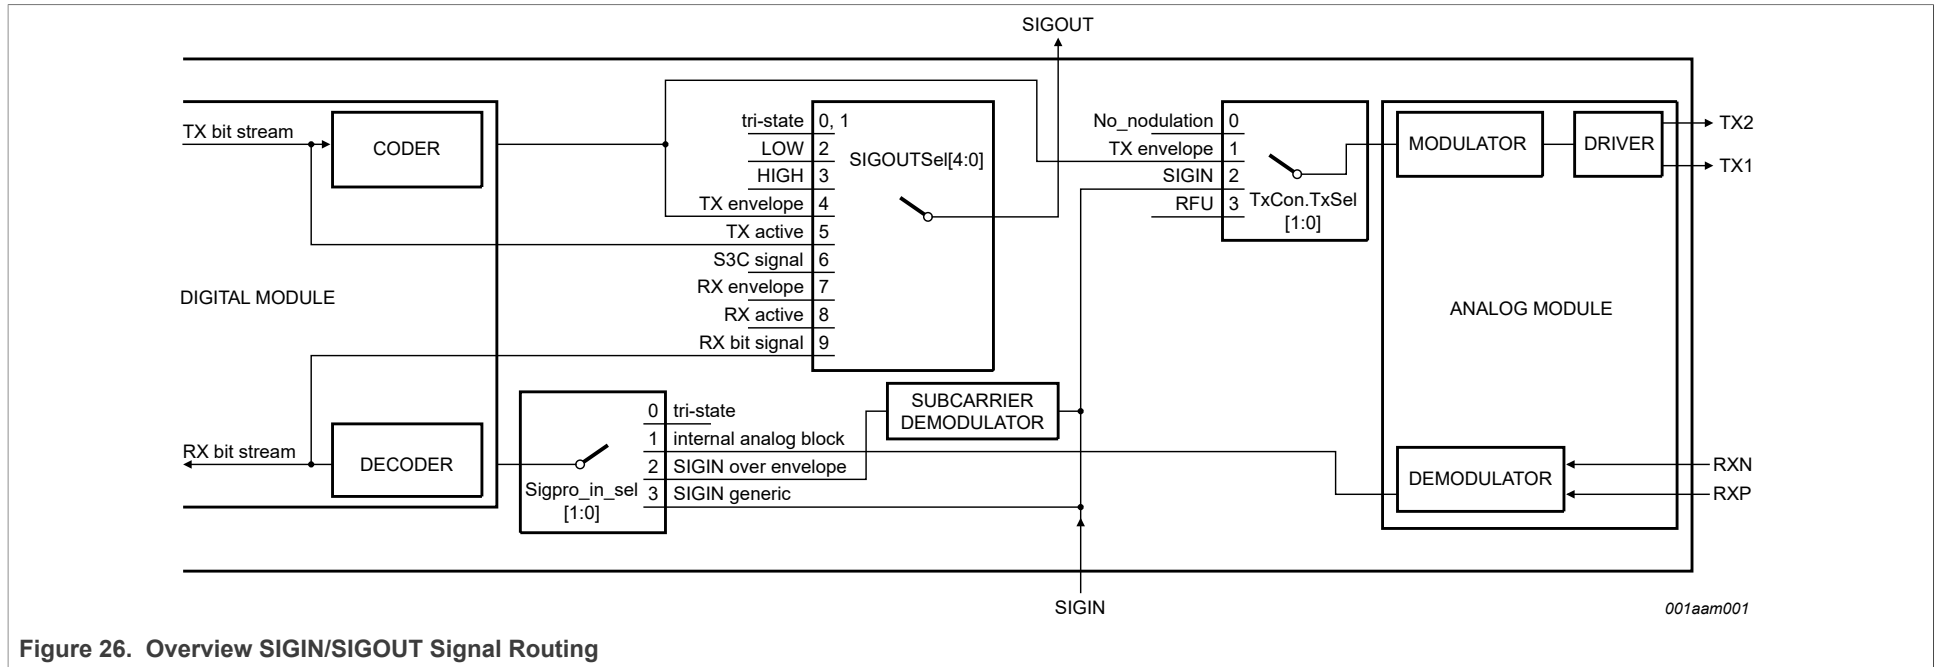 SIGOUT
TX bit stream
CODER
DIGITAL MODULE
RX bit stream
DECODER
tri-state 0, 1
LOW 2
HIGH 3
TX envelope 4
TX active 5
S3C signal 6
RX envelope 7
RX active 8
RX bit signal 9
SIGOUTSel[4:0]
No_nodulation 0
TX envelope 1
SIGIN 2
RFU 3
TxCon.TxSel
[1:0]
MODULATOR
DRIVER
TX2
TX1
ANALOG MODULE
0 tri-state
1 internal analog block
2 SIGIN over envelope
3 SIGIN generic
Sigpro_in_sel
[1:0]
SUBCARRIER
DEMODULATOR
DEMODULATOR
RXN
RXP
SIGIN
001aam001
Figure 26. Overview SIGIN/SIGOUT Signal Routing